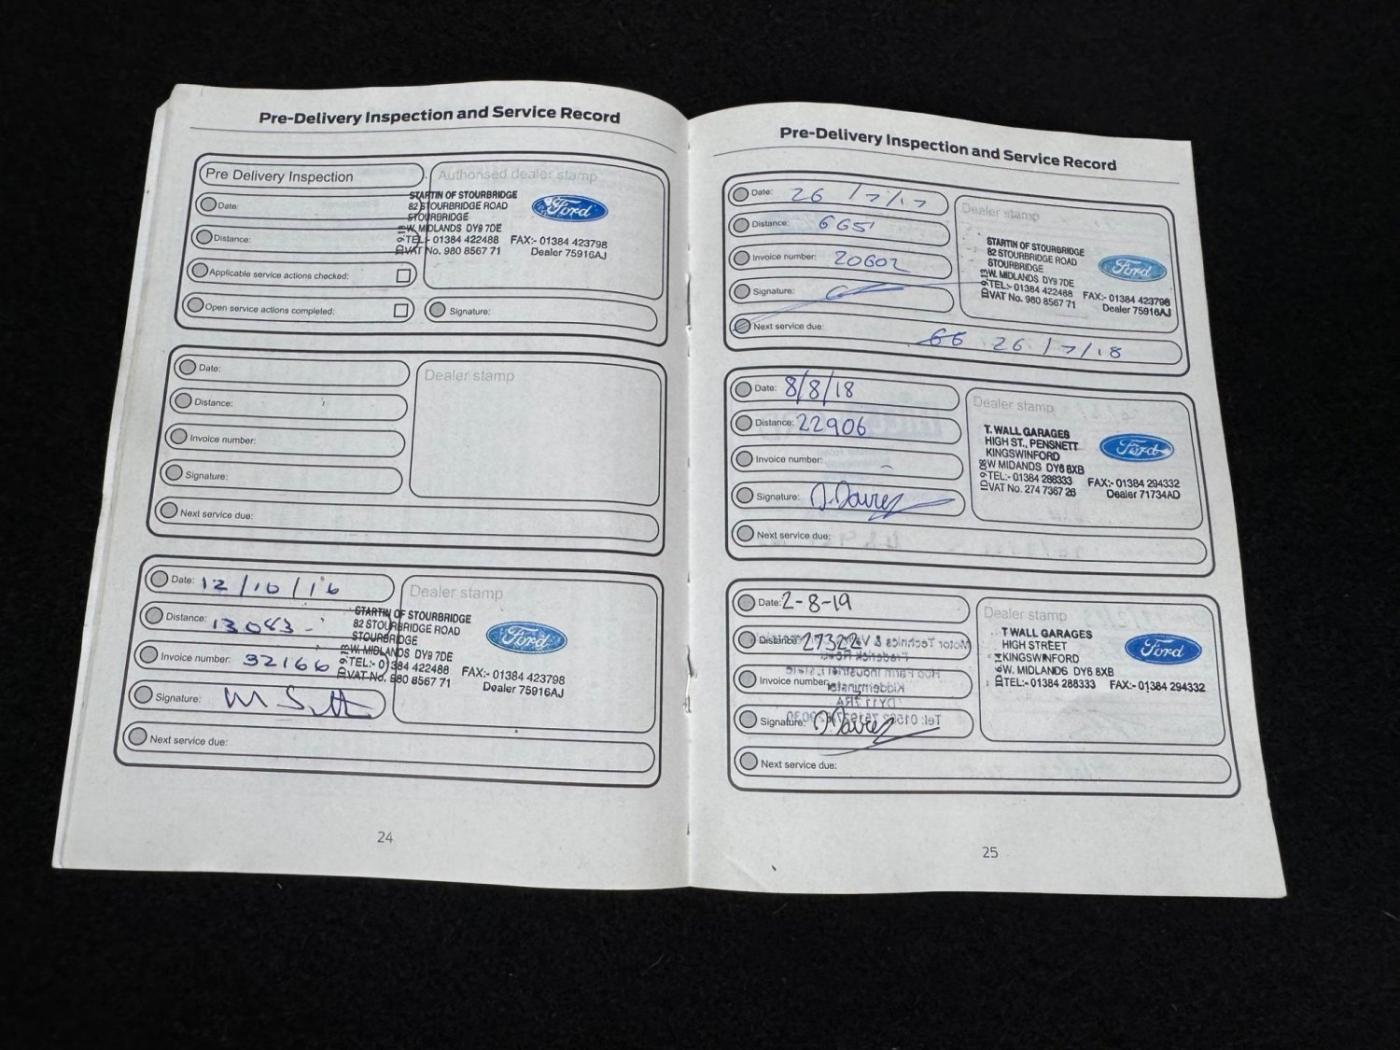 Pre-Delivery Inspection and Service Record
Pre Delivery Inspection
Authorised dealer stamp
Date:
Distance:
Applicable service actions checked:
Open service actions completed:
Signature:
STARTIN OF STOURBRIDGE
82 STOURBRIDGE ROAD
STOURBRIDGE
W. MIDLANDS DY9 7DE
TEL:- 01384 422488 FAX:- 01384 423798
VAT No. 980 8567 71 Dealer 75916AJ
Ford
Date:
Distance:
Invoice number:
Signature:
Next service due:
Dealer stamp
Date: 12/10/16
Distance: 13043
Invoice number: 32166
Signature:
Next service due:
Dealer stamp
STARTIN OF STOURBRIDGE
82 STOURBRIDGE ROAD
STOURBRIDGE
W. MIDLANDS DY9 7DE
TEL:- 01384 422488 FAX:- 01384 423798
VAT No. 980 8567 71 Dealer 75916AJ
Ford
24
Pre-Delivery Inspection and Service Record
Date: 26/7/17
Distance: 6651
Invoice number: 20602
Signature:
Next service due: 26/7/18
Dealer stamp
STARTIN OF STOURBRIDGE
82 STOURBRIDGE ROAD
STOURBRIDGE
W. MIDLANDS DY9 7DE
TEL:- 01384 422488 FAX:- 01384 423798
VAT No. 980 8567 71 Dealer 75916AJ
Ford
Date: 8/8/18
Distance: 22906
Invoice number:
Signature:
Next service due:
Dealer stamp
T. WALL GARAGES
HIGH ST., PENSNETT
KINGSWINFORD
W MIDANDS DY6 8XB
TEL:- 01384 288333 FAX:- 01384 294332
VAT No. 274 7367 26 Dealer 71734AD
Ford
Date: 2-8-19
Distance: 27322
Invoice number:
Signature:
Next service due:
Dealer stamp
T WALL GARAGES
HIGH STREET
KINGSWINFORD
W. MIDLANDS DY6 8XB
TEL:- 01384 288333 FAX:- 01384 294332
Ford
25